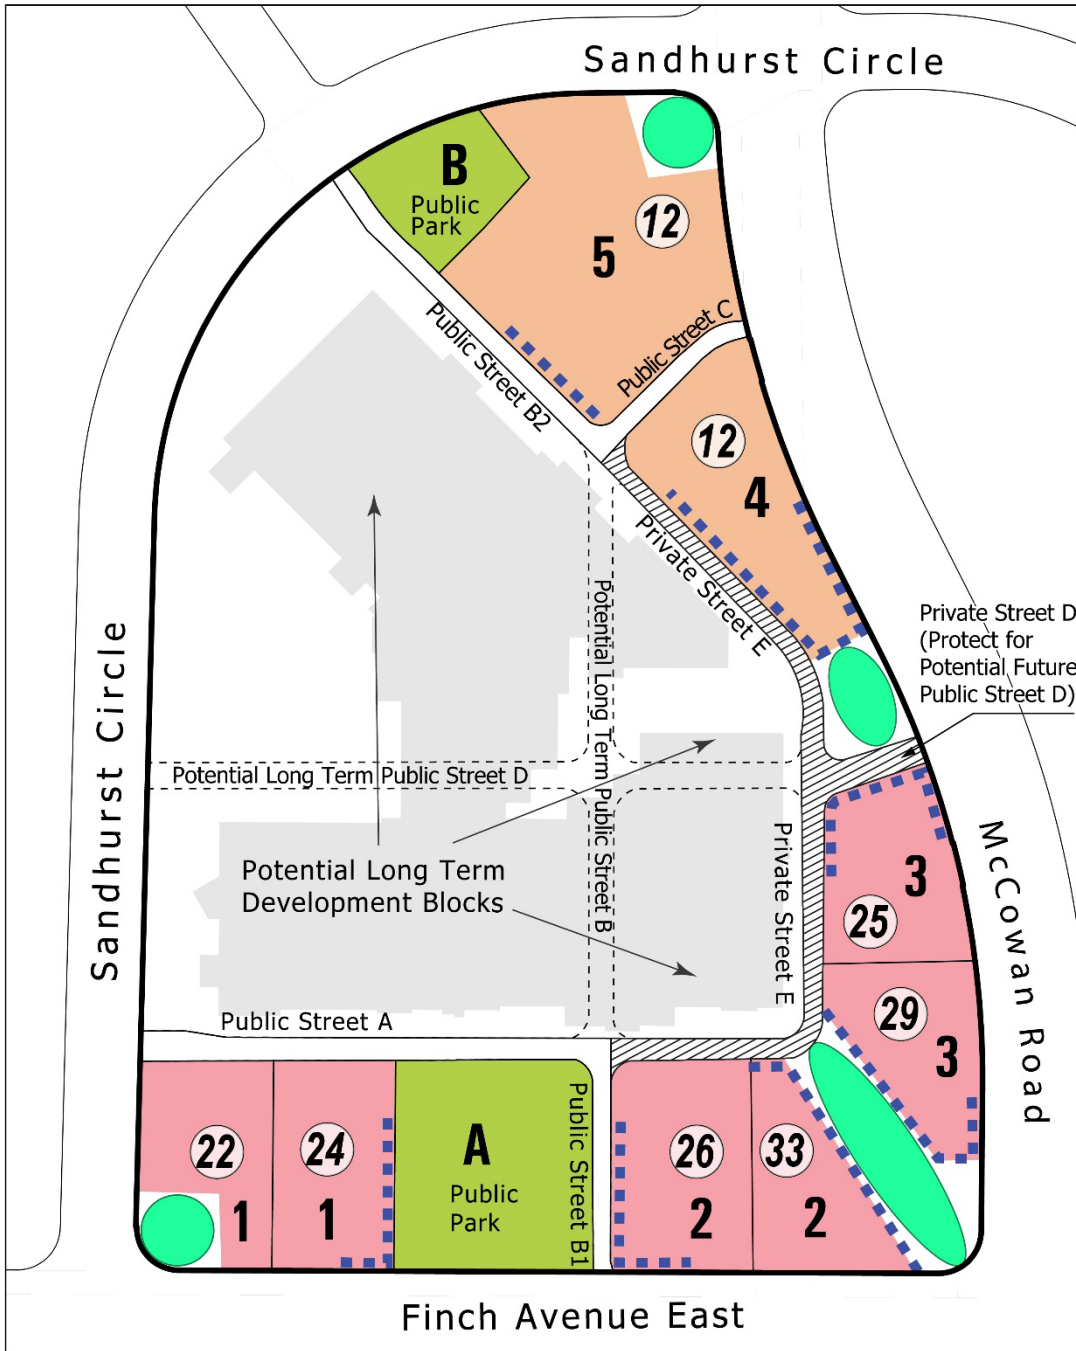 Sandhurst Circle
B
Public
Park
12
5
Public Street C
Public Street B2
12
4
Private Street E
Private Street D
(Protect for
Potential Future
Public Street D)
Sandhurst Circle
Potential Long Term Public Street B
Potential Long Term Public Street D
Potential Long Term
Development Blocks
Private Street E
3
25
McCowan Road
29
3
Public Street A
22
1
24
1
A
Public
Park
Public Street B1
26
2
33
2
Finch Avenue East